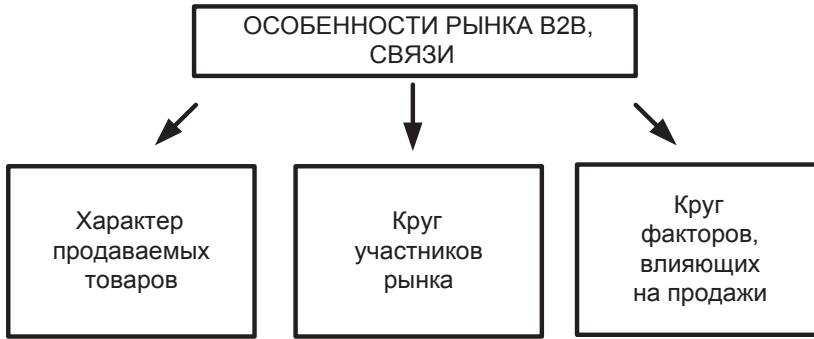 ОСОБЕННОСТИ РЫНКА B2B,
СВЯЗИ
Характер
продаваемых
товаров
Круг
участников
рынка
Круг
факторов,
влияющих
на продажи